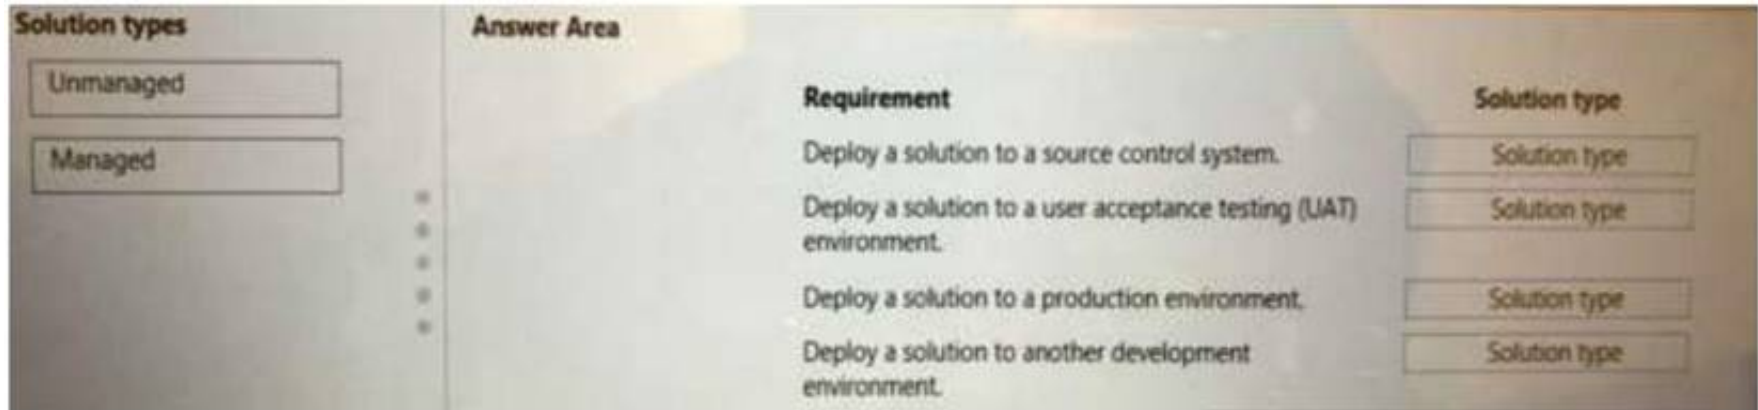 Solution types
Unmanaged
Managed
Answer Area
Requirement
Solution type
Deploy a solution to a source control system.
Solution type
Deploy a solution to a user acceptance testing (UAT)
environment.
Solution type
Deploy a solution to a production environment.
Solution type
Deploy a solution to another development
environment.
Solution type